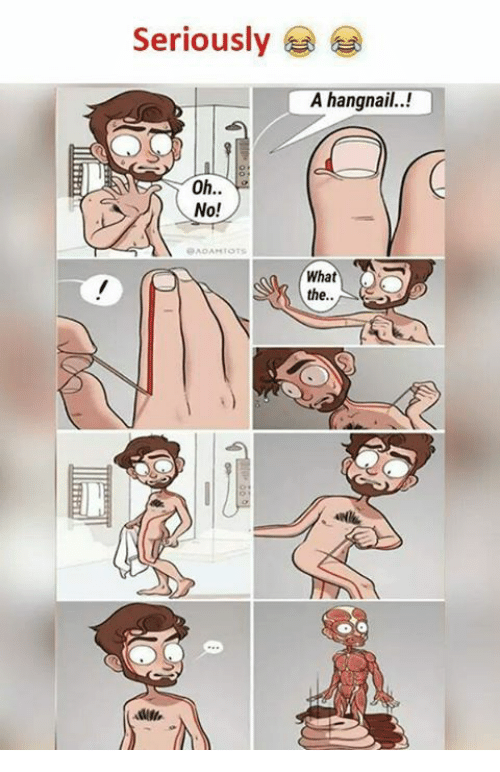 Seriously 😂 😂
Oh..
No!
@ADAMTOTS
A hangnail..!
!
What
the..
...